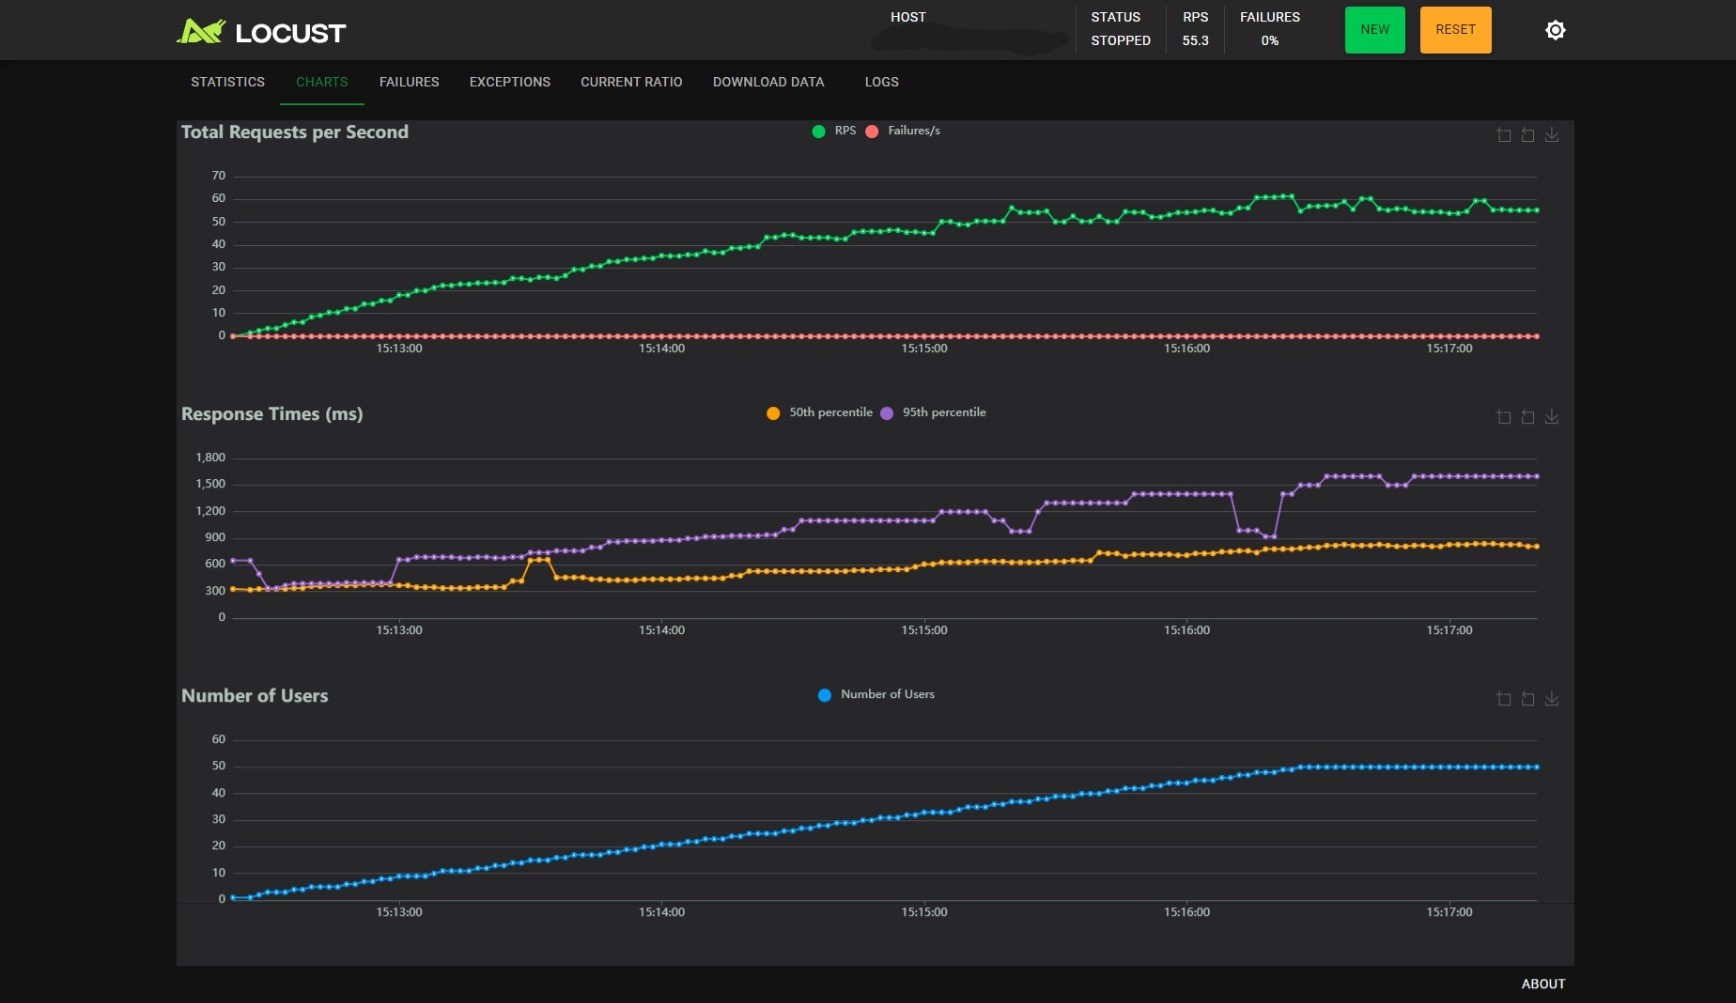 LOCUST
HOST
STATUS
STOPPED
RPS
55.3
FAILURES
0%
NEW
RESET
STATISTICS CHARTS FAILURES EXCEPTIONS CURRENT RATIO DOWNLOAD DATA LOGS
Total Requests per Second
RPS Failures/s
70
60
50
40
30
20
10
0
15:13:00 15:14:00 15:15:00 15:16:00 15:17:00
Response Times (ms)
50th percentile 95th percentile
1,800
1,500
1,200
900
600
300
0
15:13:00 15:14:00 15:15:00 15:16:00 15:17:00
Number of Users
Number of Users
60
50
40
30
20
10
0
15:13:00 15:14:00 15:15:00 15:16:00 15:17:00
ABOUT